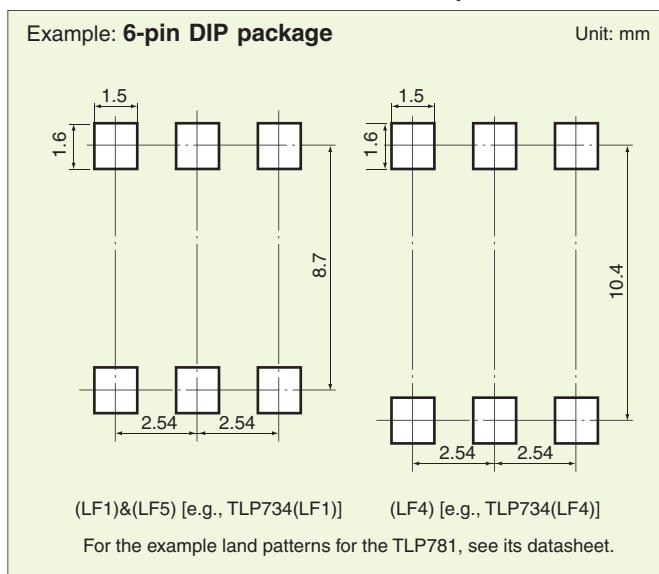 Example: 6-pin DIP package
Unit: mm
1.5
1.6
8.7
2.54
2.54
1.5
1.6
10.4
2.54
2.54
(LF1)&(LF5) [e.g., TLP734(LF1)]
(LF4) [e.g., TLP734(LF4)]
For the example land patterns for the TLP781, see its datasheet.